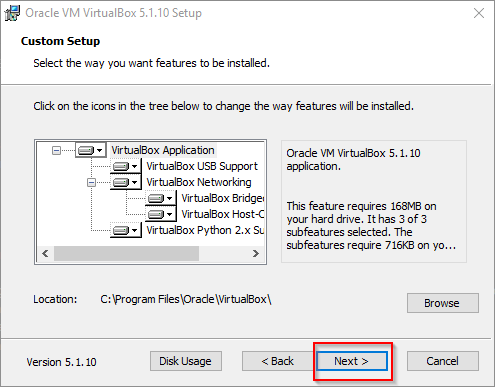 Oracle VM VirtualBox 5.1.10 Setup
Custom Setup
Select the way you want features to be installed.
Click on the icons in the tree below to change the way features will be installed.
VirtualBox Application
VirtualBox USB Support
VirtualBox Networking
VirtualBox Bridge
VirtualBox Host-C
VirtualBox Python 2.x Su
Oracle VM VirtualBox 5.1.10
application.
This feature requires 168MB on
your hard drive. It has 3 of 3
subfeatures selected. The
subfeatures require 716KB on yo...
Location: C:\Program Files\Oracle\VirtualBox\
Browse
Version 5.1.10
Disk Usage
< Back
Next >
Cancel